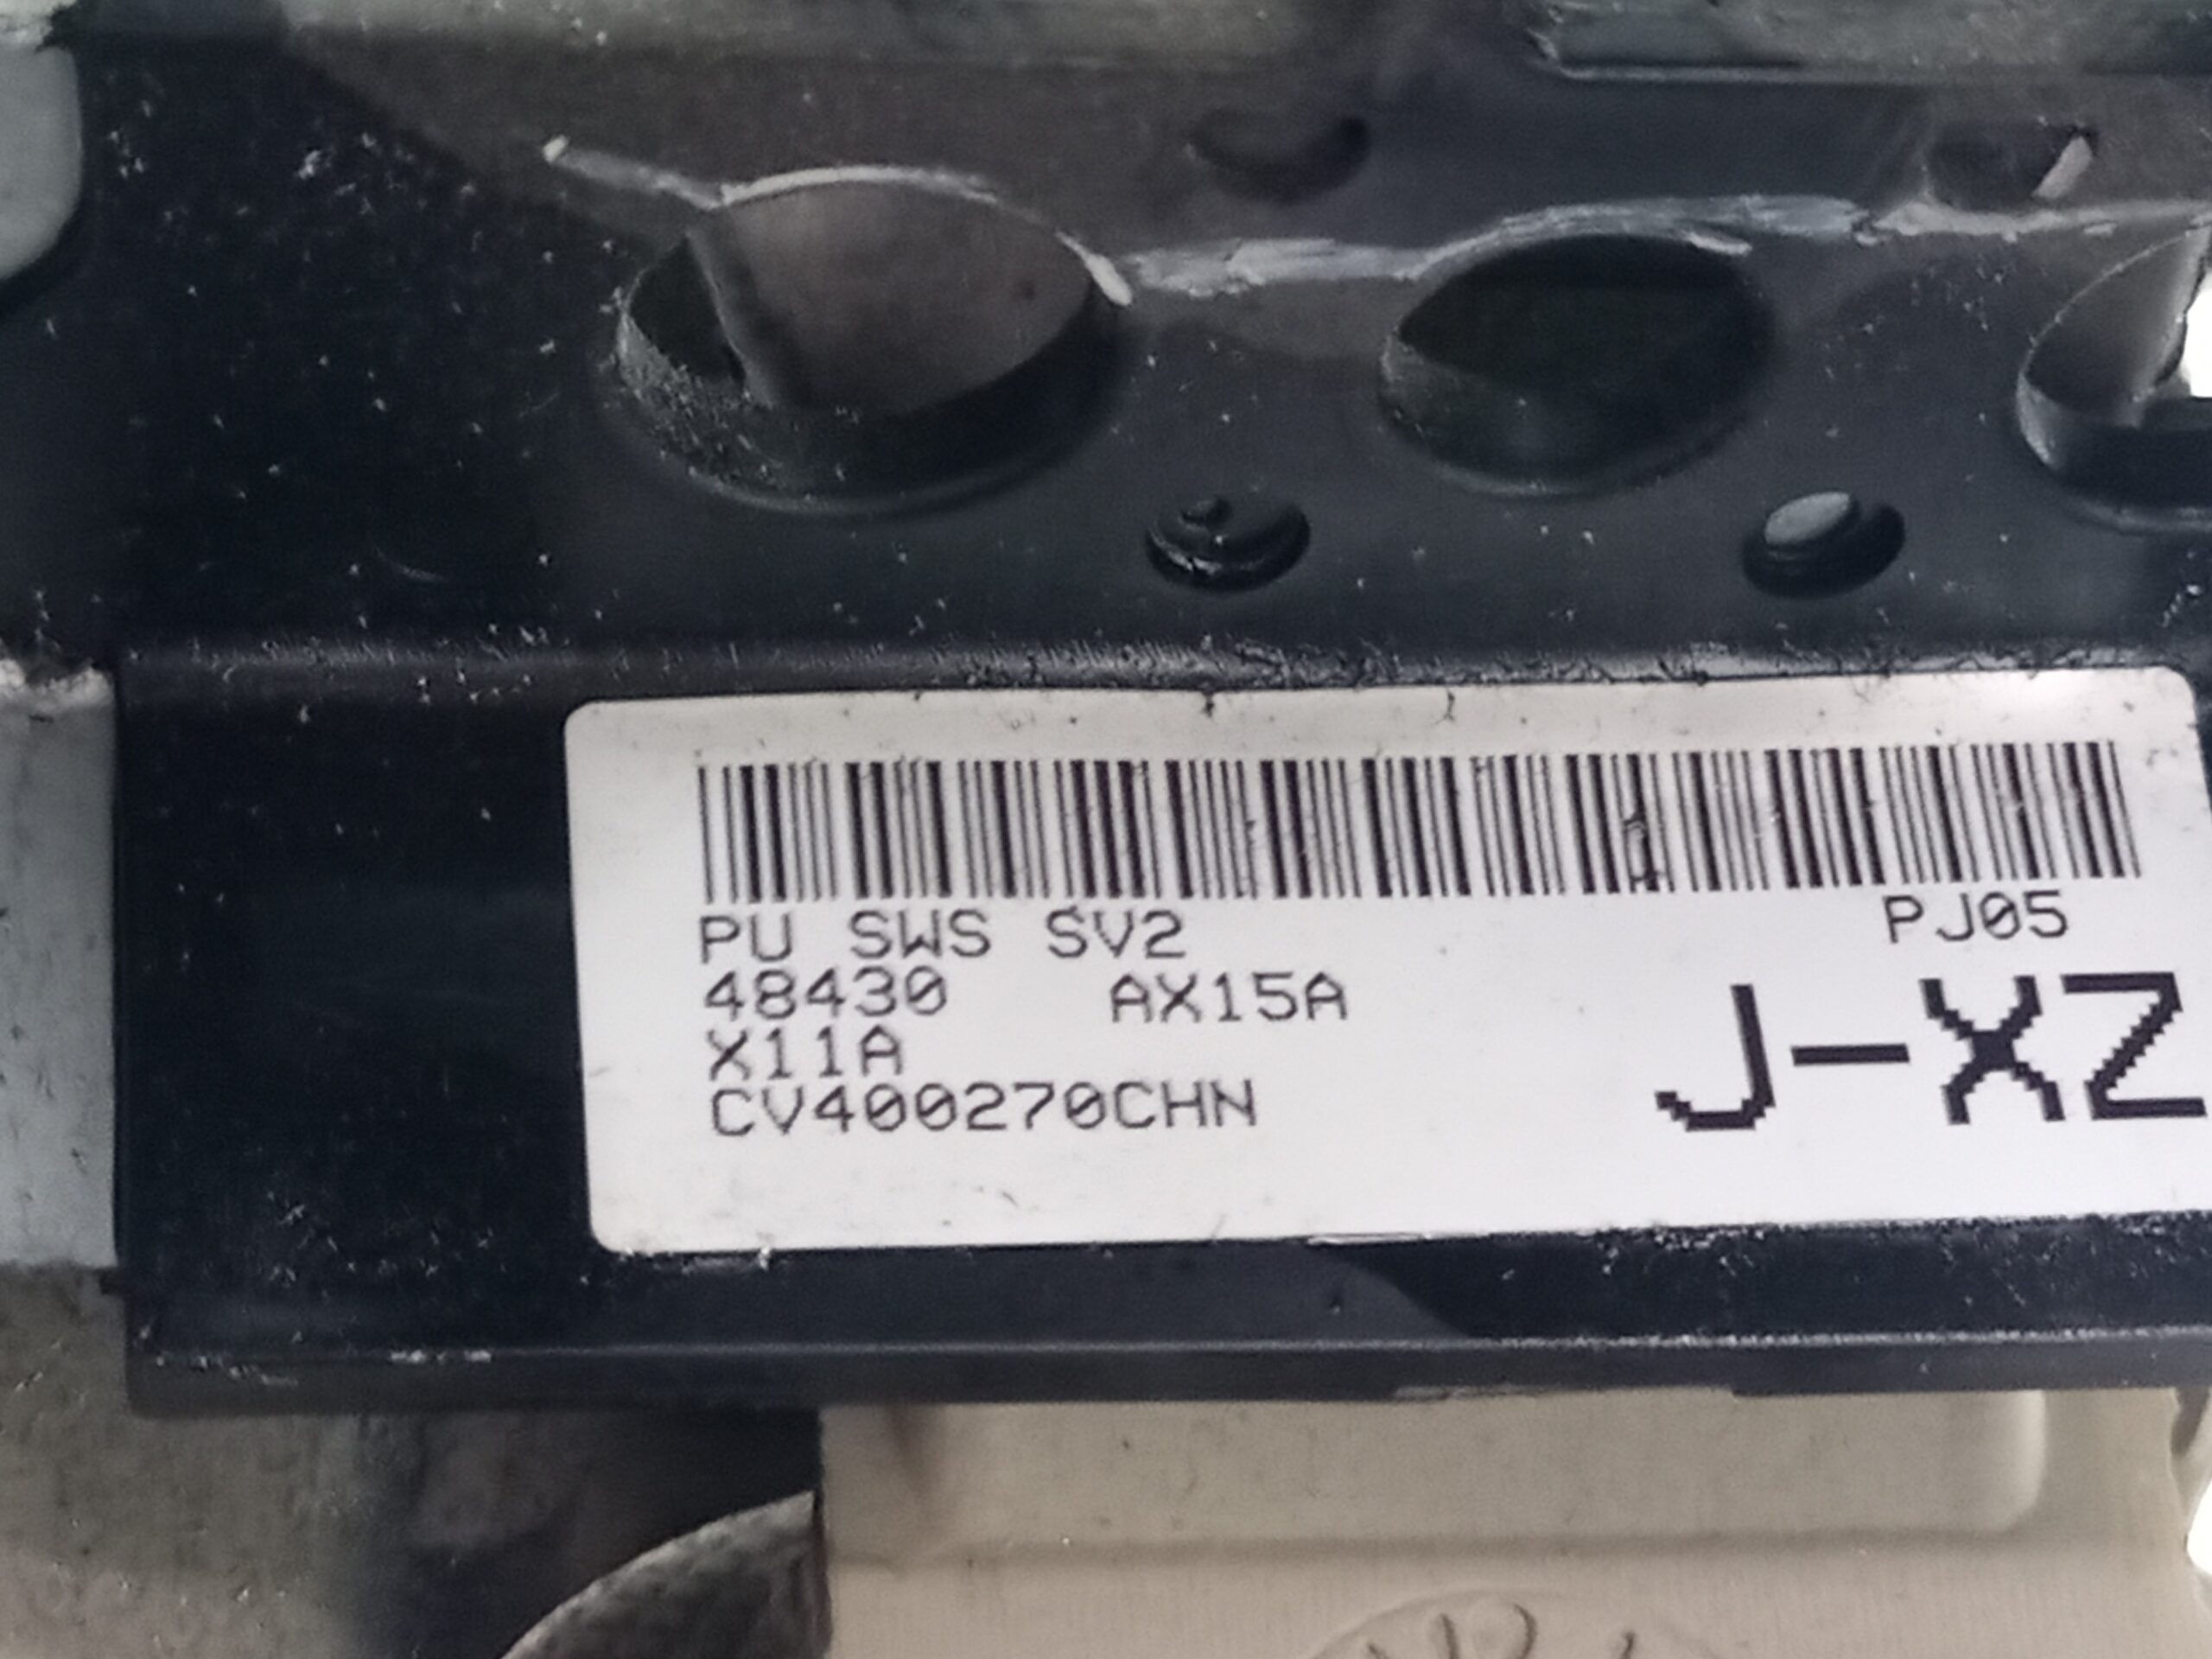 PU SWS SV2 PJ05
48430 AX15A
J-XZ
X11A
CV400270CHN